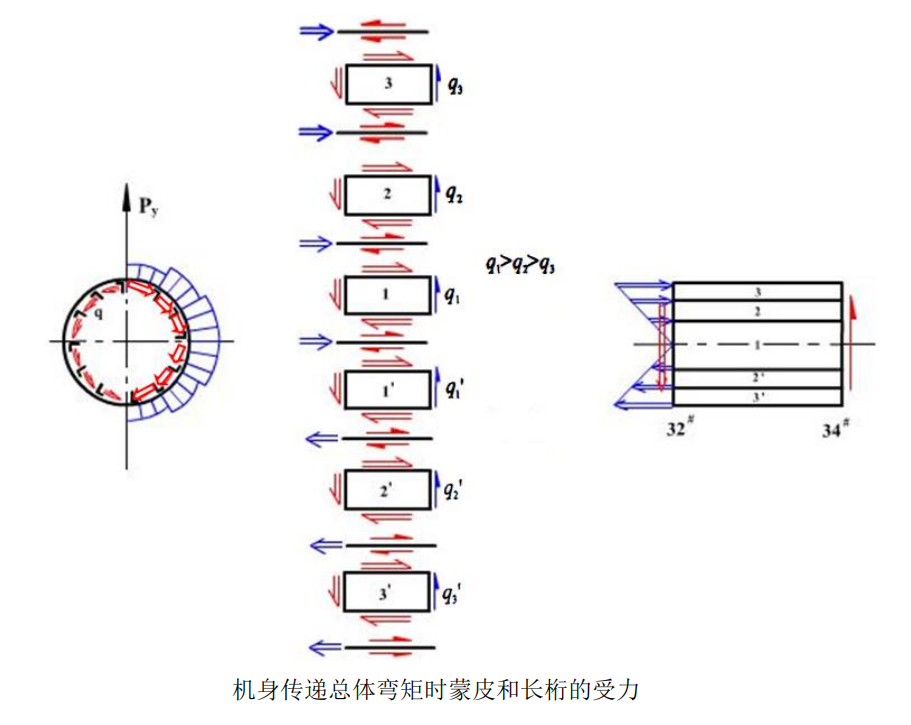 3
q₃
2
q₂
P_y
q
q₁>q₂>q₃
1
q₁
3
2
1
2'
3'
1'
q₁'
32#
34#
2'
q₂'
3'
q₃'
机身传递总体弯矩时蒙皮和长桁的受力